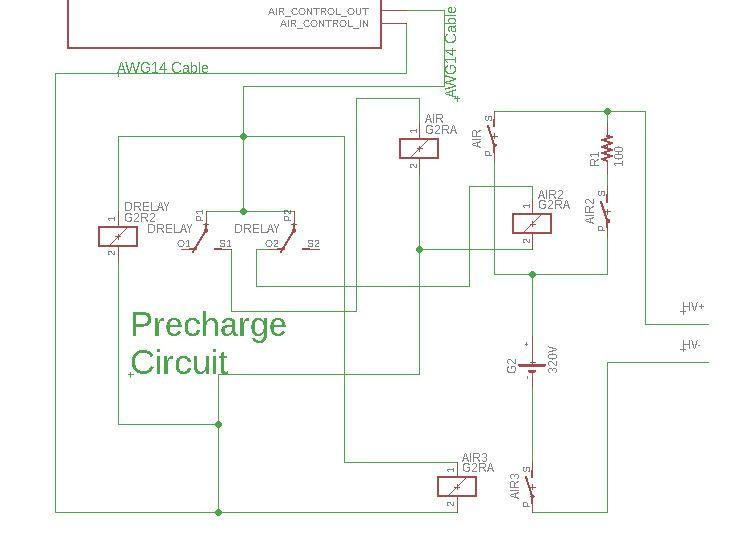 AIR_CONTROL_OUT
AIR_CONTROL_IN
AWG14 Cable
AWG14 Cable
AIR
G2RA
1
2
AIR
S
P
R1
100
DRELAY
G2R2
1
2
DRELAY
P1
O1
S1
DRELAY
P2
O2
S2
AIR2
G2RA
1
2
AIR2
S
P
Precharge
Circuit
HV+
HV-
G2
320V
+
-
AIR3
G2RA
1
2
AIR3
S
P